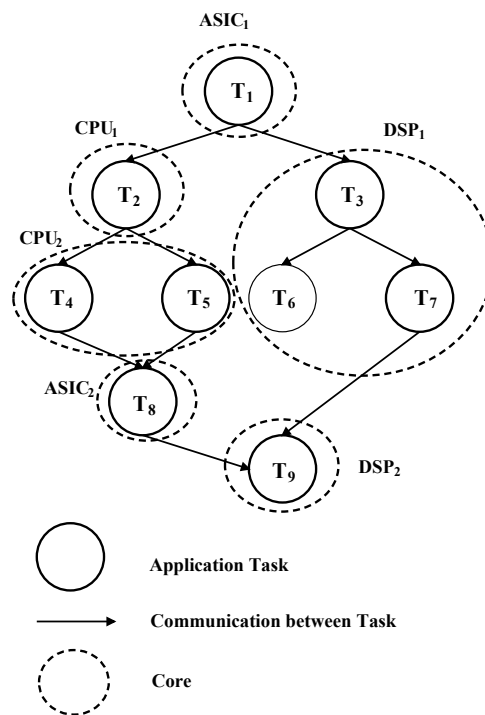 ASIC₁
T₁
CPU₁
DSP₁
T₂
T₃
CPU₂
T₄
T₅
T₆
T₇
ASIC₂
T₈
T₉
DSP₂
Application Task
Communication between Task
Core